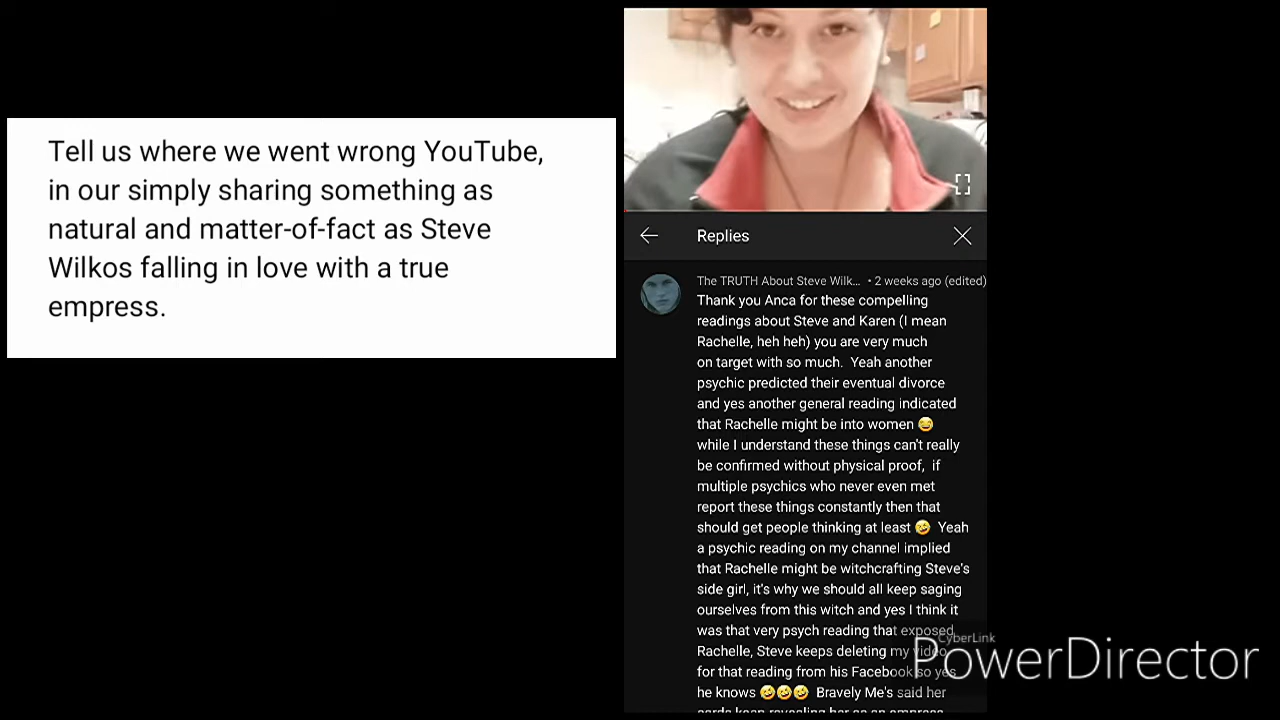 Tell us where we went wrong YouTube,
in our simply sharing something as
natural and matter-of-fact as Steve
Wilkos falling in love with a true
empress.
Replies
The TRUTH About Steve Wilk... • 2 weeks ago (edited)
Thank you Anca for these compelling
readings about Steve and Karen (I mean
Rachelle, heh heh) you are very much
on target with so much.  Yeah another
psychic predicted their eventual divorce
and yes another general reading indicated
that Rachelle might be into women 😂
while I understand these things can't really
be confirmed without physical proof,  if
multiple psychics who never even met
report these things constantly then that
should get people thinking at least 🤣  Yeah
a psychic reading on my channel implied
that Rachelle might be witchcrafting Steve's
side girl, it's why we should all keep saging
ourselves from this witch and yes I think it
was that very psych reading that exposed
Rachelle, Steve keeps deleting my video
for that reading from his Facebook so yes
he knows 🤣🤣🤣  Bravely Me's said her
cards keep revealing her as an empress
CyberLink
PowerDirector